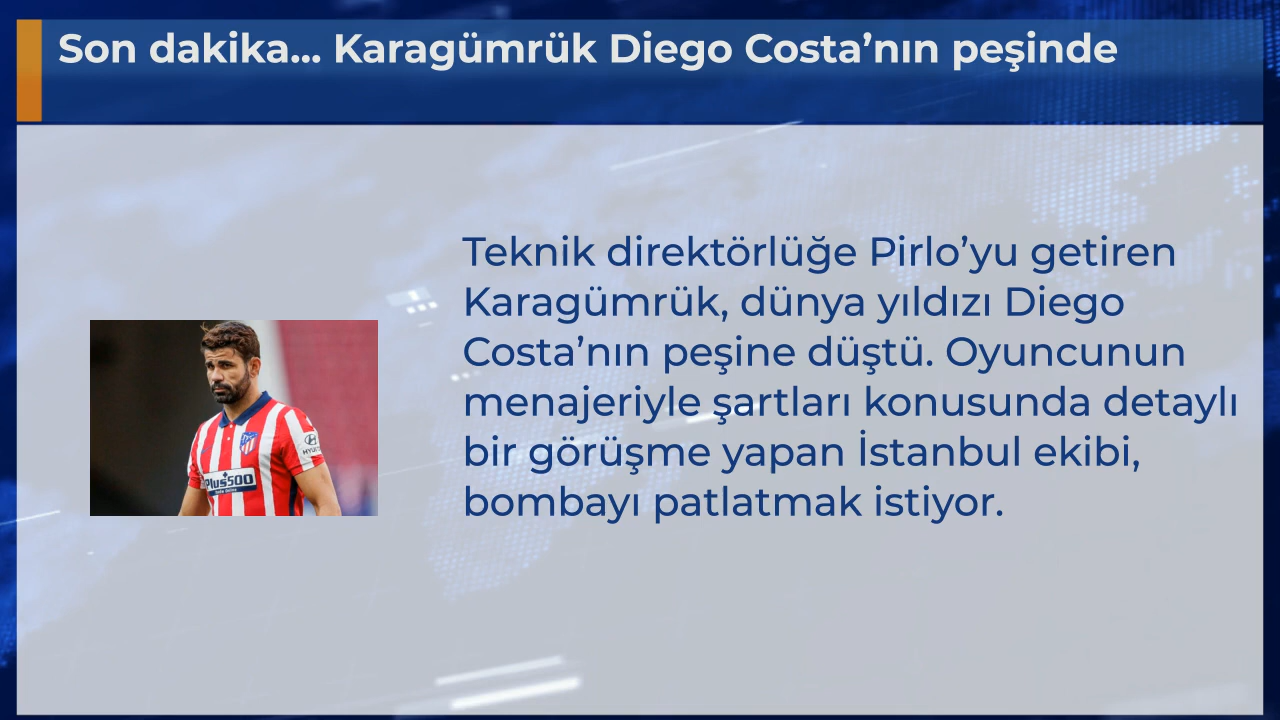 Son dakika... Karagümrük Diego Costa’nın peşinde
Teknik direktörlüğe Pirlo’yu getiren
Karagümrük, dünya yıldızı Diego
Costa’nın peşine düştü. Oyuncunun
menajeriyle şartları konusunda detaylı
bir görüşme yapan İstanbul ekibi,
bombayı patlatmak istiyor.
Plus500